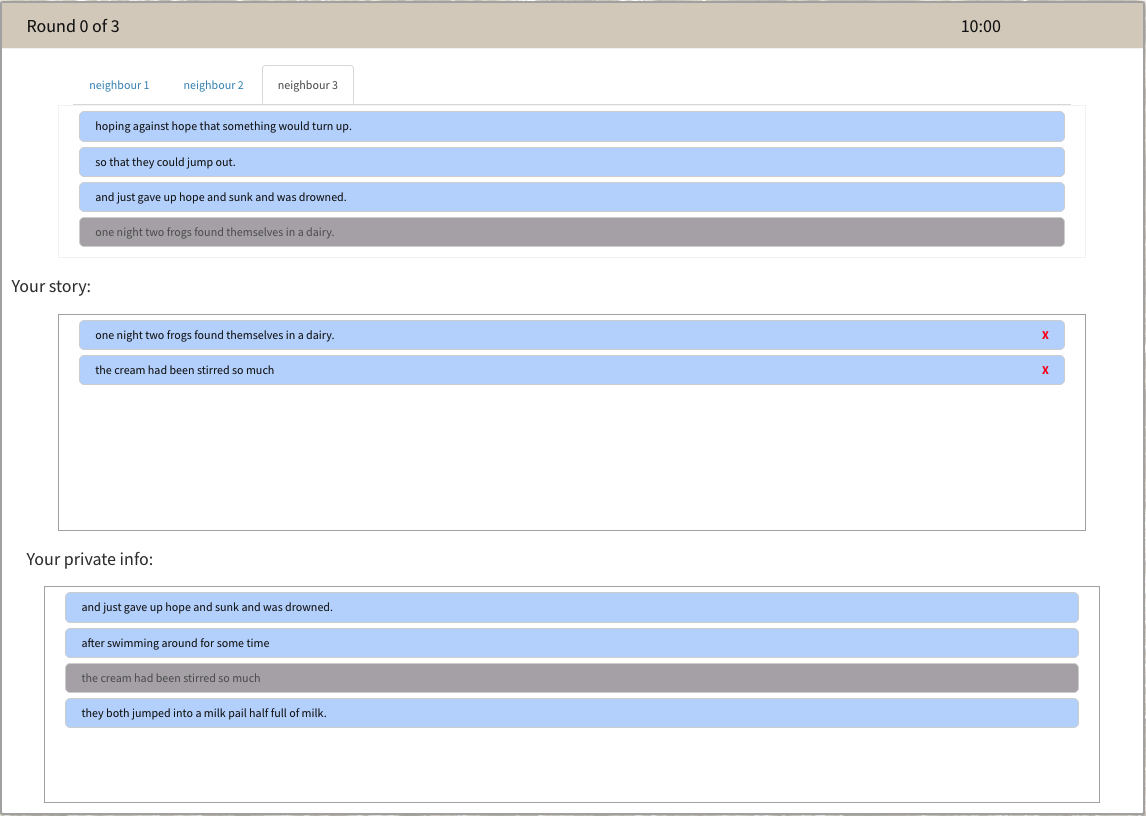 Round 0 of 3 10:00
neighbour 1 neighbour 2 neighbour 3
hoping against hope that something would turn up.
so that they could jump out.
and just gave up hope and sunk and was drowned.
one night two frogs found themselves in a dairy.
Your story:
one night two frogs found themselves in a dairy. X
the cream had been stirred so much X
Your private info:
and just gave up hope and sunk and was drowned.
after swimming around for some time
the cream had been stirred so much
they both jumped into a milk pail half full of milk.